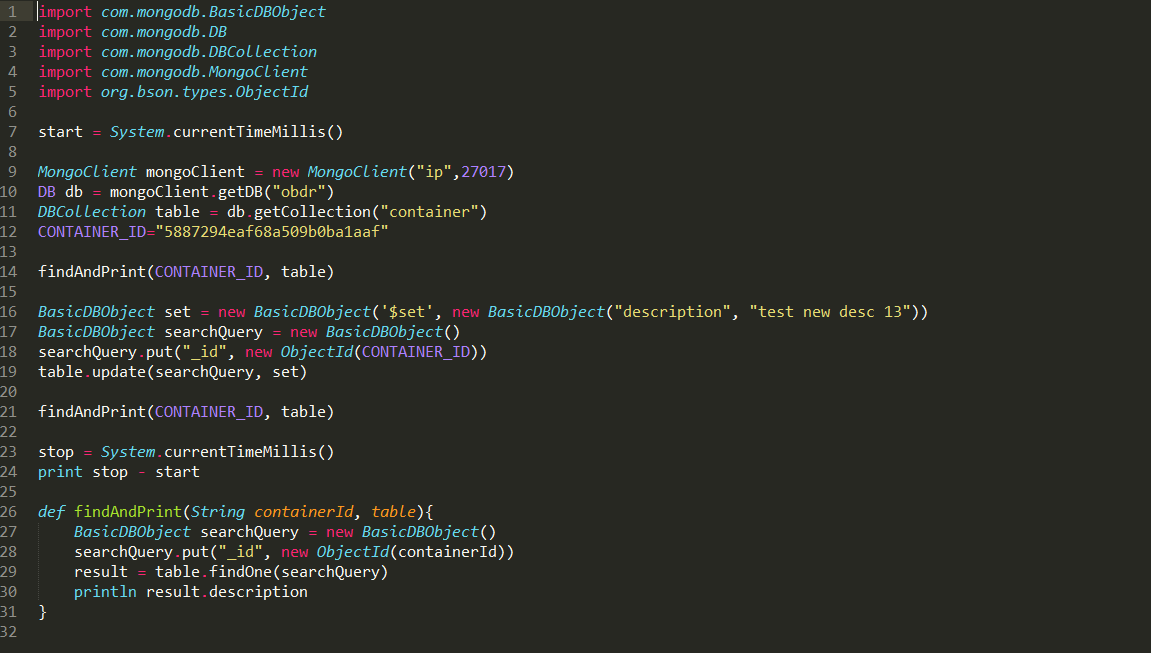 1 import com.mongodb.BasicDBObject
2 import com.mongodb.DB
3 import com.mongodb.DBCollection
4 import com.mongodb.MongoClient
5 import org.bson.types.ObjectId
6
7 start = System.currentTimeMillis()
8
9 MongoClient mongoClient = new MongoClient("ip",27017)
10 DB db = mongoClient.getDB("obdr")
11 DBCollection table = db.getCollection("container")
12 CONTAINER_ID="5887294eaf68a509b0ba1aaf"
13
14 findAndPrint(CONTAINER_ID, table)
15
16 BasicDBObject set = new BasicDBObject('$set', new BasicDBObject("description", "test new desc 13"))
17 BasicDBObject searchQuery = new BasicDBObject()
18 searchQuery.put("_id", new ObjectId(CONTAINER_ID))
19 table.update(searchQuery, set)
20
21 findAndPrint(CONTAINER_ID, table)
22
23 stop = System.currentTimeMillis()
24 print stop - start
25
26 def findAndPrint(String containerId, table){
27     BasicDBObject searchQuery = new BasicDBObject()
28     searchQuery.put("_id", new ObjectId(containerId))
29     result = table.findOne(searchQuery)
30     println result.description
31 }
32